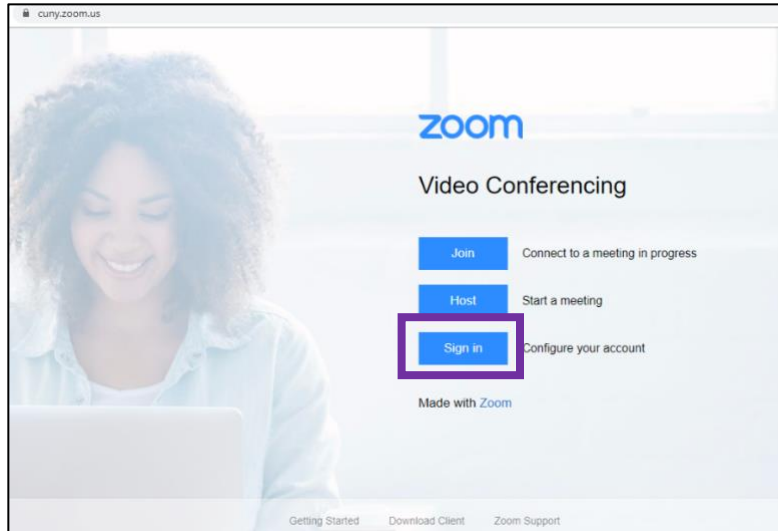 cuny.zoom.us
zoom
Video Conferencing
Join Connect to a meeting in progress
Host Start a meeting
Sign in Configure your account
Made with Zoom
Getting Started Download Client Zoom Support